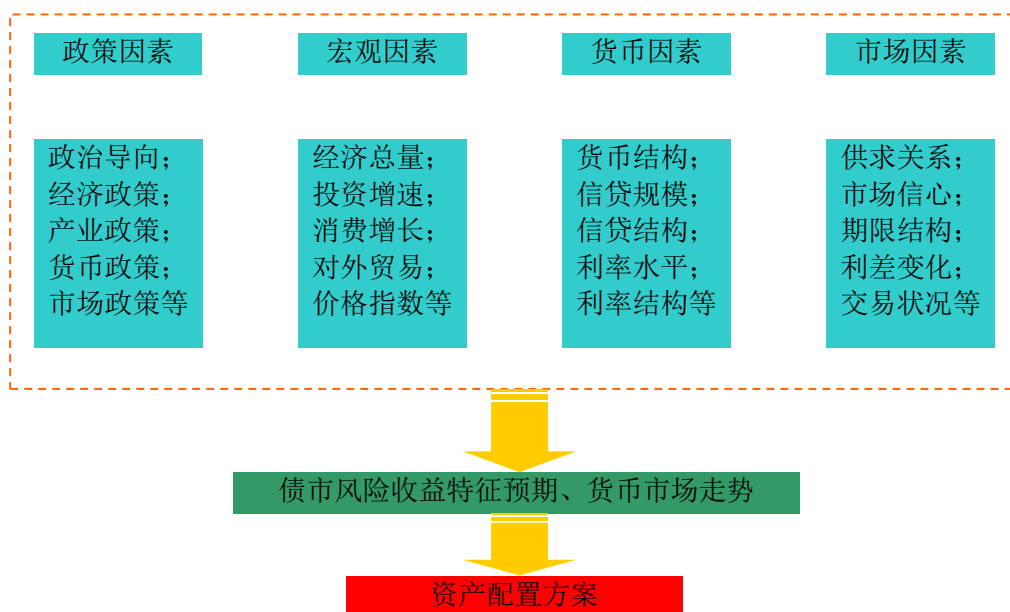 政策因素
宏观因素
货币因素
市场因素
政治导向；
经济政策；
产业政策；
货币政策；
市场政策等
经济总量；
投资增速；
消费增长；
对外贸易；
价格指数等
货币结构；
信贷规模；
信贷结构；
利率水平；
利率结构等
供求关系；
市场信心；
期限结构；
利差变化；
交易状况等
债市风险收益特征预期、货币市场走势
资产配置方案